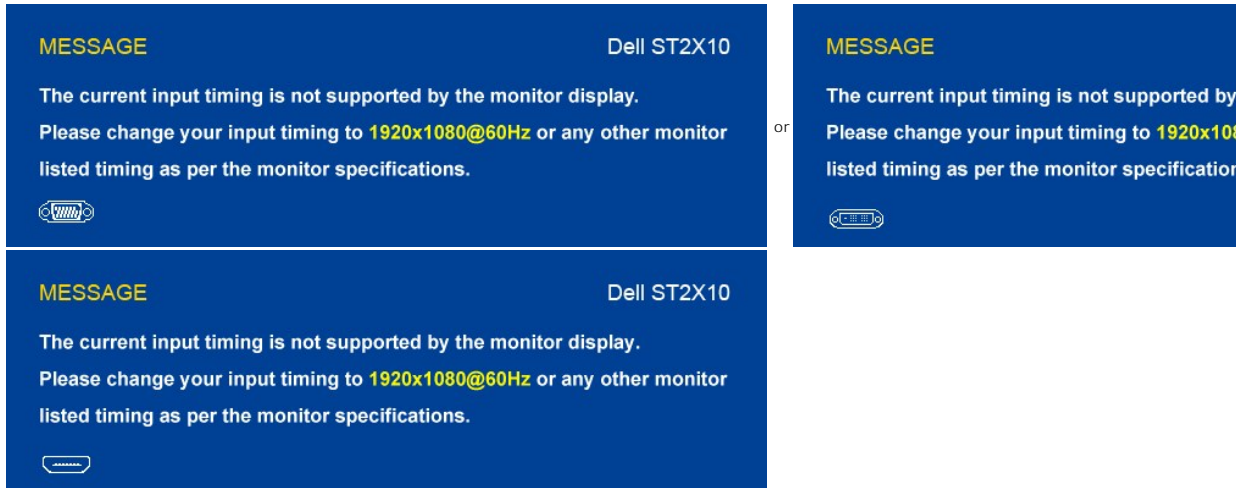 MESSAGE Dell ST2X10
The current input timing is not supported by the monitor display.
Please change your input timing to 1920x1080@60Hz or any other monitor
listed timing as per the monitor specifications.
or
MESSAGE
The current input timing is not supported by
Please change your input timing to
listed timing as per the monitor
MESSAGE Dell ST2X10
The current input timing is not supported by the monitor display.
Please change your input timing to 1920x1080@60Hz or any other monitor
listed timing as per the monitor specifications.